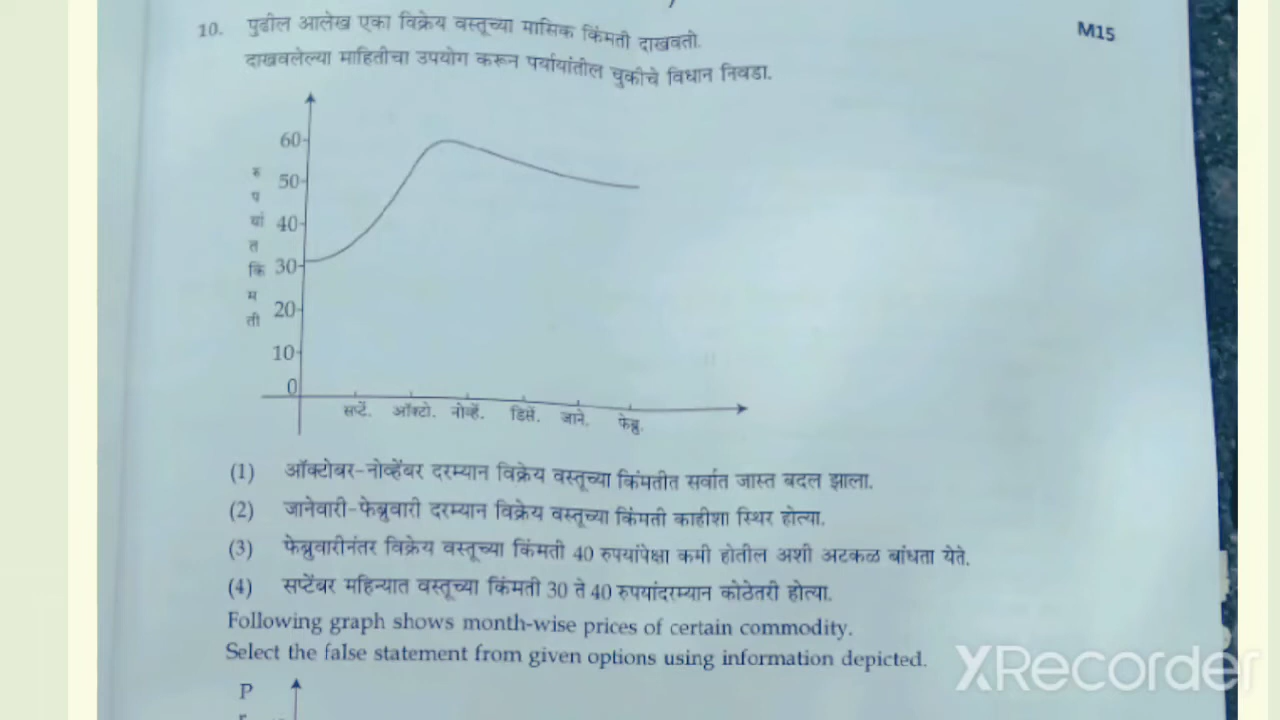 10. पुढील आलेख एका विक्रेय वस्तूच्या मासिक किंमती दाखवती.
M15
दाखवलेल्या माहितीचा उपयोग करून पर्यायांतील चुकीचे विधान निवडा.
60
50
40
30
20
10
0
रुपयांत किंमती
सप्टें. ऑक्टो. नोव्हें. डिसें. जाने. फेब्रु.
(1) ऑक्टोबर-नोव्हेंबर दरम्यान विक्रेय वस्तूच्या किंमतीत सर्वात जास्त बदल झाला.
(2) जानेवारी-फेब्रुवारी दरम्यान विक्रेय वस्तूच्या किंमती काहीशा स्थिर होत्या.
(3) फेब्रुवारीनंतर विक्रेय वस्तूच्या किंमती 40 रुपयांपेक्षा कमी होतील अशी अटकळ बांधता येते.
(4) सप्टेंबर महिन्यात वस्तूच्या किंमती 30 ते 40 रुपयांदरम्यान कोठेतरी होत्या.
Following graph shows month-wise prices of certain commodity.
Select the false statement from given options using information depicted.
P
XRecorder